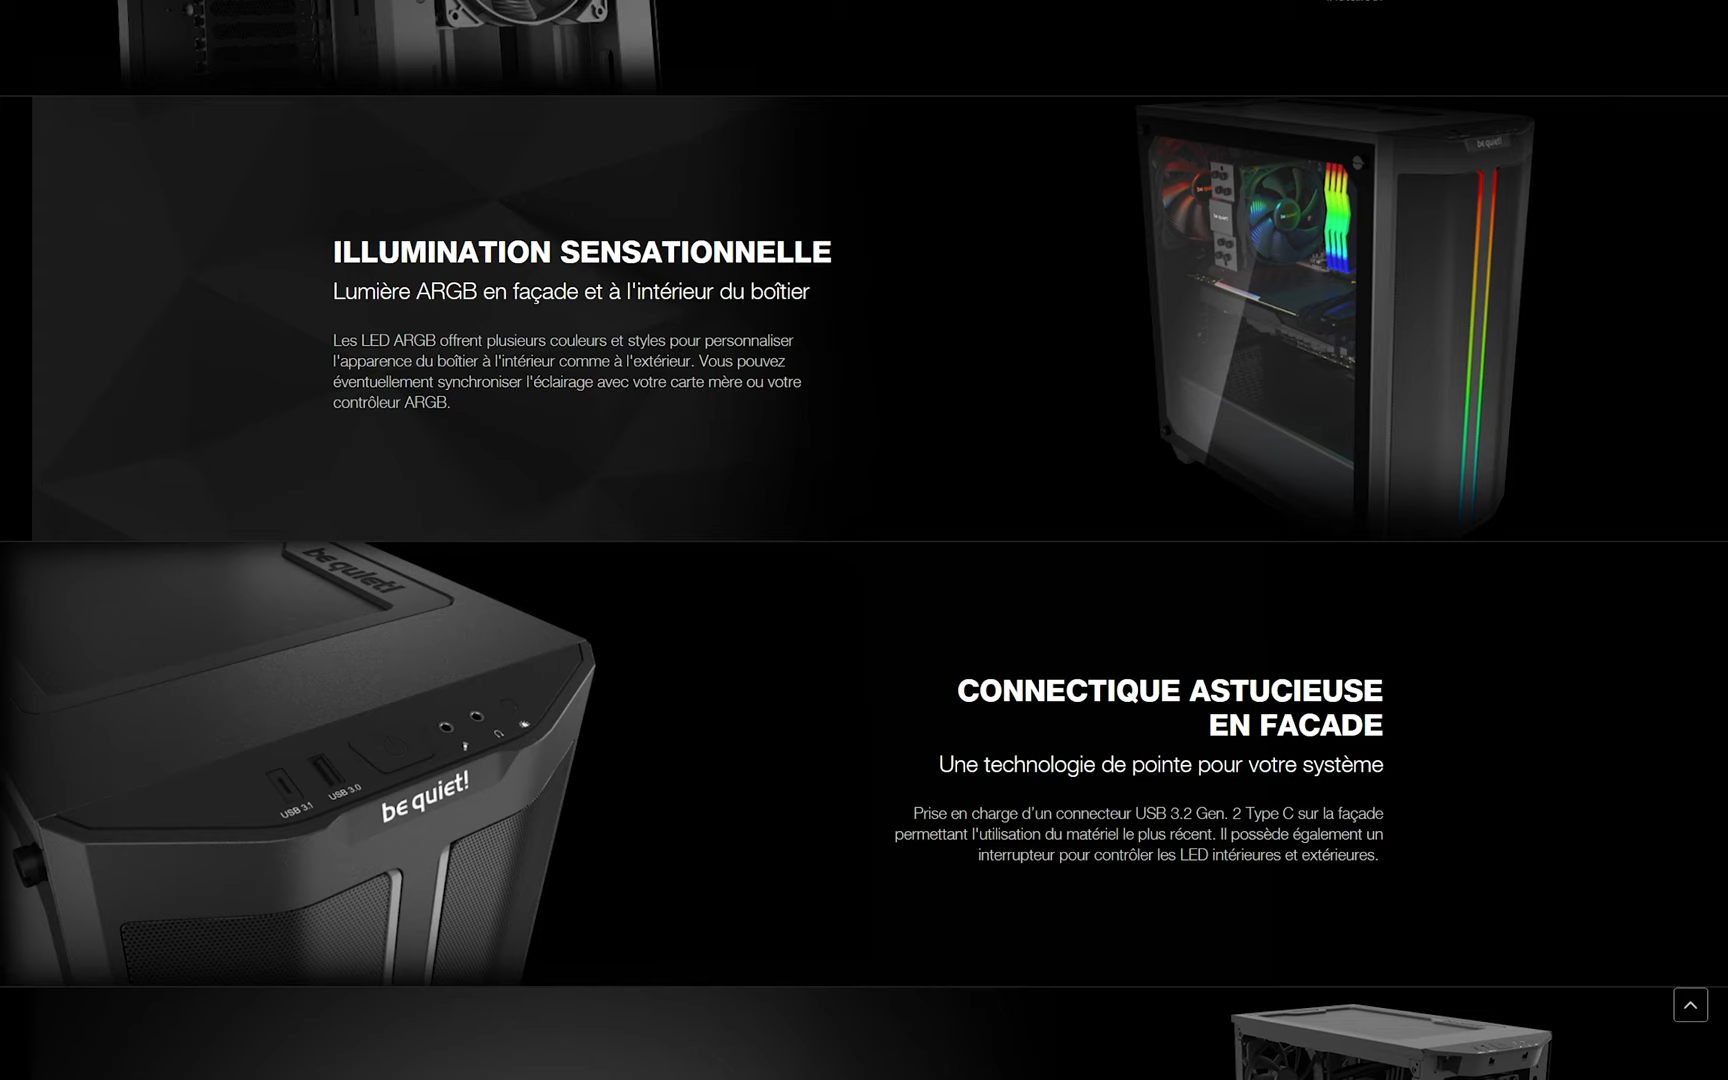 be quiet!
ILLUMINATION SENSATIONNELLE
Lumière ARGB en façade et à l'intérieur du boîtier
Les LED ARGB offrent plusieurs couleurs et styles pour personnaliser
l'apparence du boîtier à l'intérieur comme à l'extérieur. Vous pouvez
éventuellement synchroniser l'éclairage avec votre carte mère ou votre
contrôleur ARGB.
be quiet!
CONNECTIQUE ASTUCIEUSE
EN FACADE
Une technologie de pointe pour votre système
USB 3.1
USB 3.0
be quiet!
Prise en charge d’un connecteur USB 3.2 Gen. 2 Type C sur la façade
permettant l'utilisation du matériel le plus récent. Il possède également un
interrupteur pour contrôler les LED intérieures et extérieures.